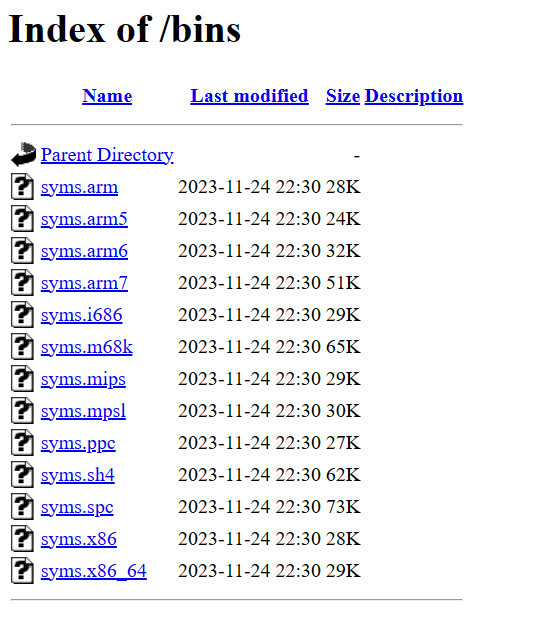 Index of /bins
Name Last modified Size Description
Parent Directory -
syms.arm 2023-11-24 22:30 28K
syms.arm5 2023-11-24 22:30 24K
syms.arm6 2023-11-24 22:30 32K
syms.arm7 2023-11-24 22:30 51K
syms.i686 2023-11-24 22:30 29K
syms.m68k 2023-11-24 22:30 65K
syms.mips 2023-11-24 22:30 29K
syms.mpsl 2023-11-24 22:30 30K
syms.ppc 2023-11-24 22:30 27K
syms.sh4 2023-11-24 22:30 62K
syms.spc 2023-11-24 22:30 73K
syms.x86 2023-11-24 22:30 28K
syms.x86_64 2023-11-24 22:30 29K